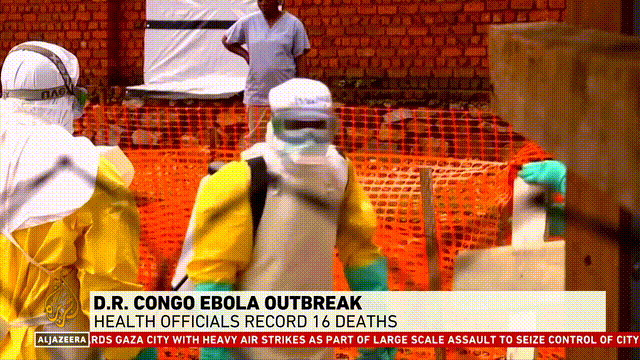 D.R. CONGO EBOLA OUTBREAK
HEALTH OFFICIALS RECORD 16 DEATHS
ALJAZEERA RDS GAZA CITY WITH HEAVY AIR STRIKES AS PART OF LARGE SCALE ASSAULT TO SEIZE CONTROL OF CITY